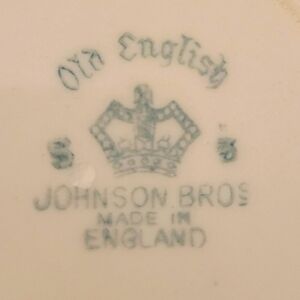 Old English
S S
JOHNSON BROS
MADE IN
ENGLAND